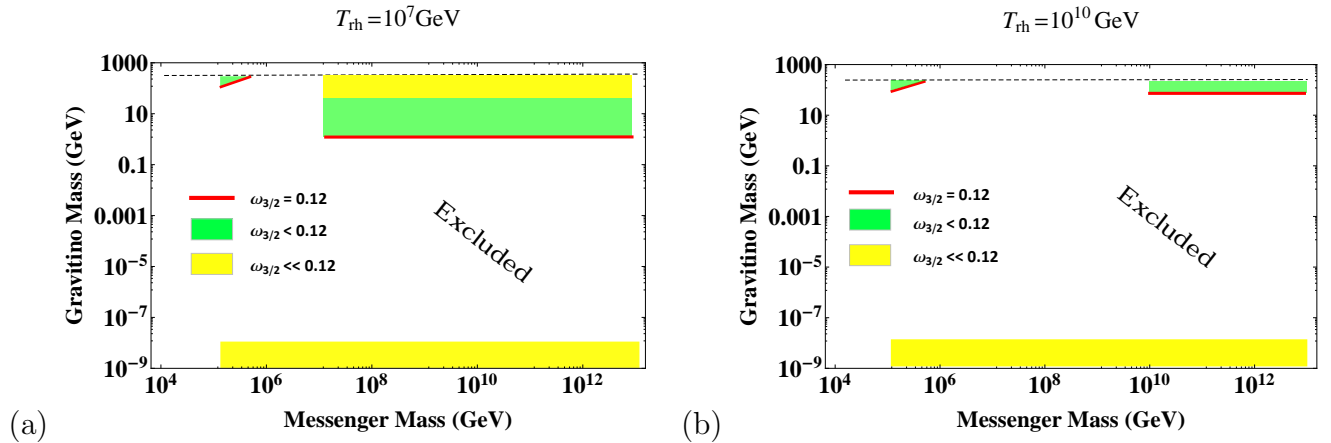 T_rh = 10^7 GeV
Gravitino Mass (GeV)
1000
10
0.1
0.001
10^-5
10^-7
10^-9
ω_3/2 = 0.12
ω_3/2 < 0.12
ω_3/2 << 0.12
Excluded
10^4 10^6 10^8 10^10 10^12
Messenger Mass (GeV)
(a)
T_rh = 10^10 GeV
Gravitino Mass (GeV)
1000
10
0.1
0.001
10^-5
10^-7
10^-9
ω_3/2 = 0.12
ω_3/2 < 0.12
ω_3/2 << 0.12
Excluded
10^4 10^6 10^8 10^10 10^12
Messenger Mass (GeV)
(b)